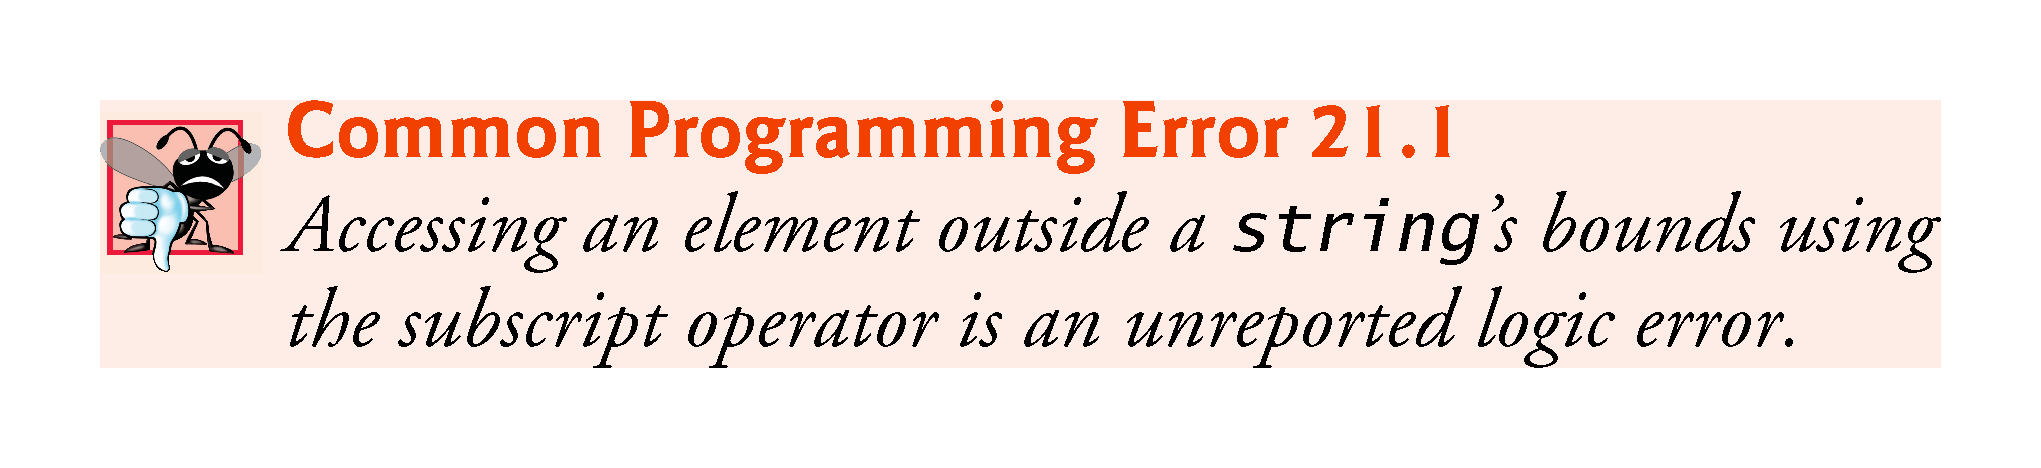 Common Programming Error 21.1
Accessing an element outside a string’s bounds using
the subscript operator is an unreported logic error.